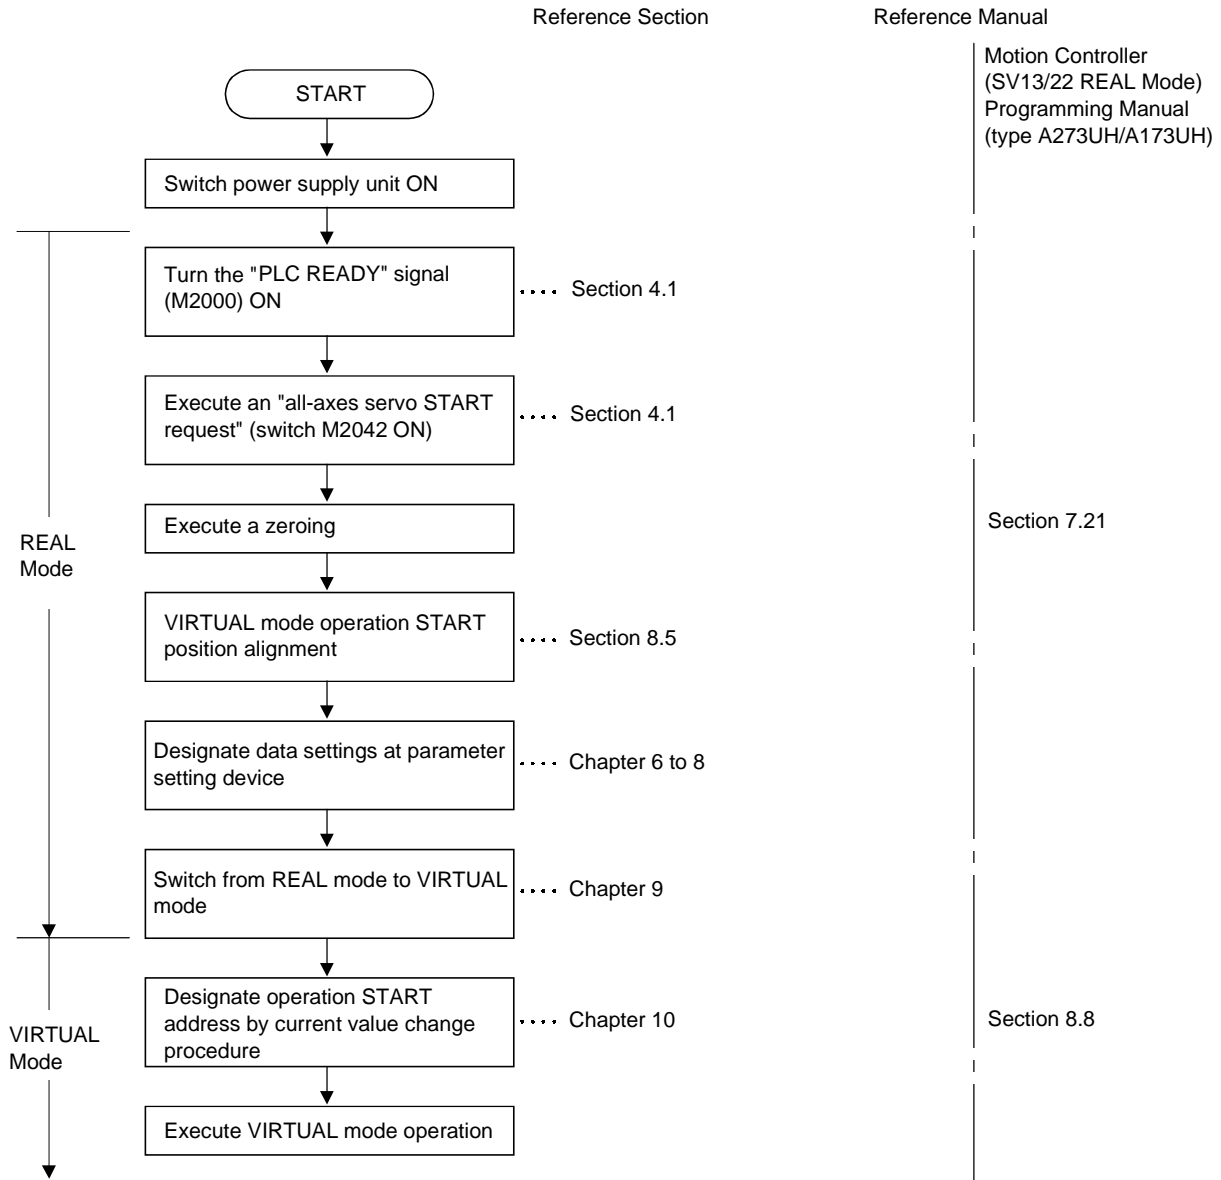 Reference Section
Reference Manual
Motion Controller
(SV13/22 REAL Mode)
Programming Manual
(type A273UH/A173UH)
START
Switch power supply unit ON
Turn the "PLC READY" signal
(M2000) ON
Section 4.1
Execute an "all-axes servo START
request" (switch M2042 ON)
Section 4.1
Execute a zeroing
Section 7.21
REAL
Mode
VIRTUAL mode operation START
position alignment
Section 8.5
Designate data settings at parameter
setting device
Chapter 6 to 8
Switch from REAL mode to VIRTUAL
mode
Chapter 9
Designate operation START
address by current value change
procedure
Chapter 10
Section 8.8
VIRTUAL
Mode
Execute VIRTUAL mode operation